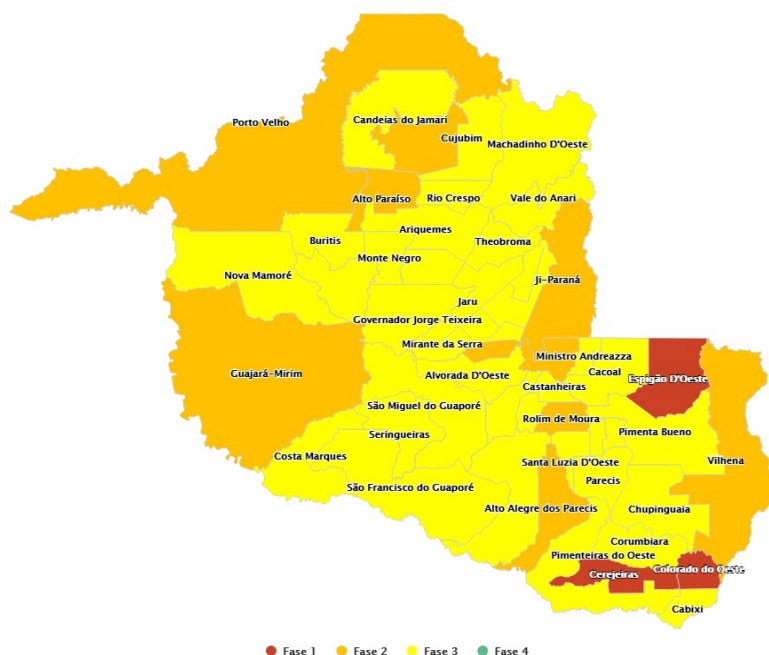 Porto Velho
Candeias do Jamari
Cujubim
Machadinho D'Oeste
Alto Paraíso
Rio Crespo
Vale do Anari
Ariquemes
Buritis
Theobroma
Monte Negro
Nova Mamoré
Ji-Paraná
Jaru
Governador Jorge Teixeira
Mirante da Serra
Ministro Andreazza
Guajará-Mirim
Alvorada D'Oeste
Cacoal
Espigão D'Oeste
Castanheiras
São Miguel do Guaporé
Rolim de Moura
Seringueiras
Pimenta Bueno
Costa Marques
Santa Luzia D'Oeste
Vilhena
Parecis
São Francisco do Guaporé
Alto Alegre dos Parecis
Chupinguaia
Corumbiara
Pimenteiras do Oeste
Cerejeiras
Colorado do Oeste
Cabixi
Fase 1 Fase 2 Fase 3 Fase 4